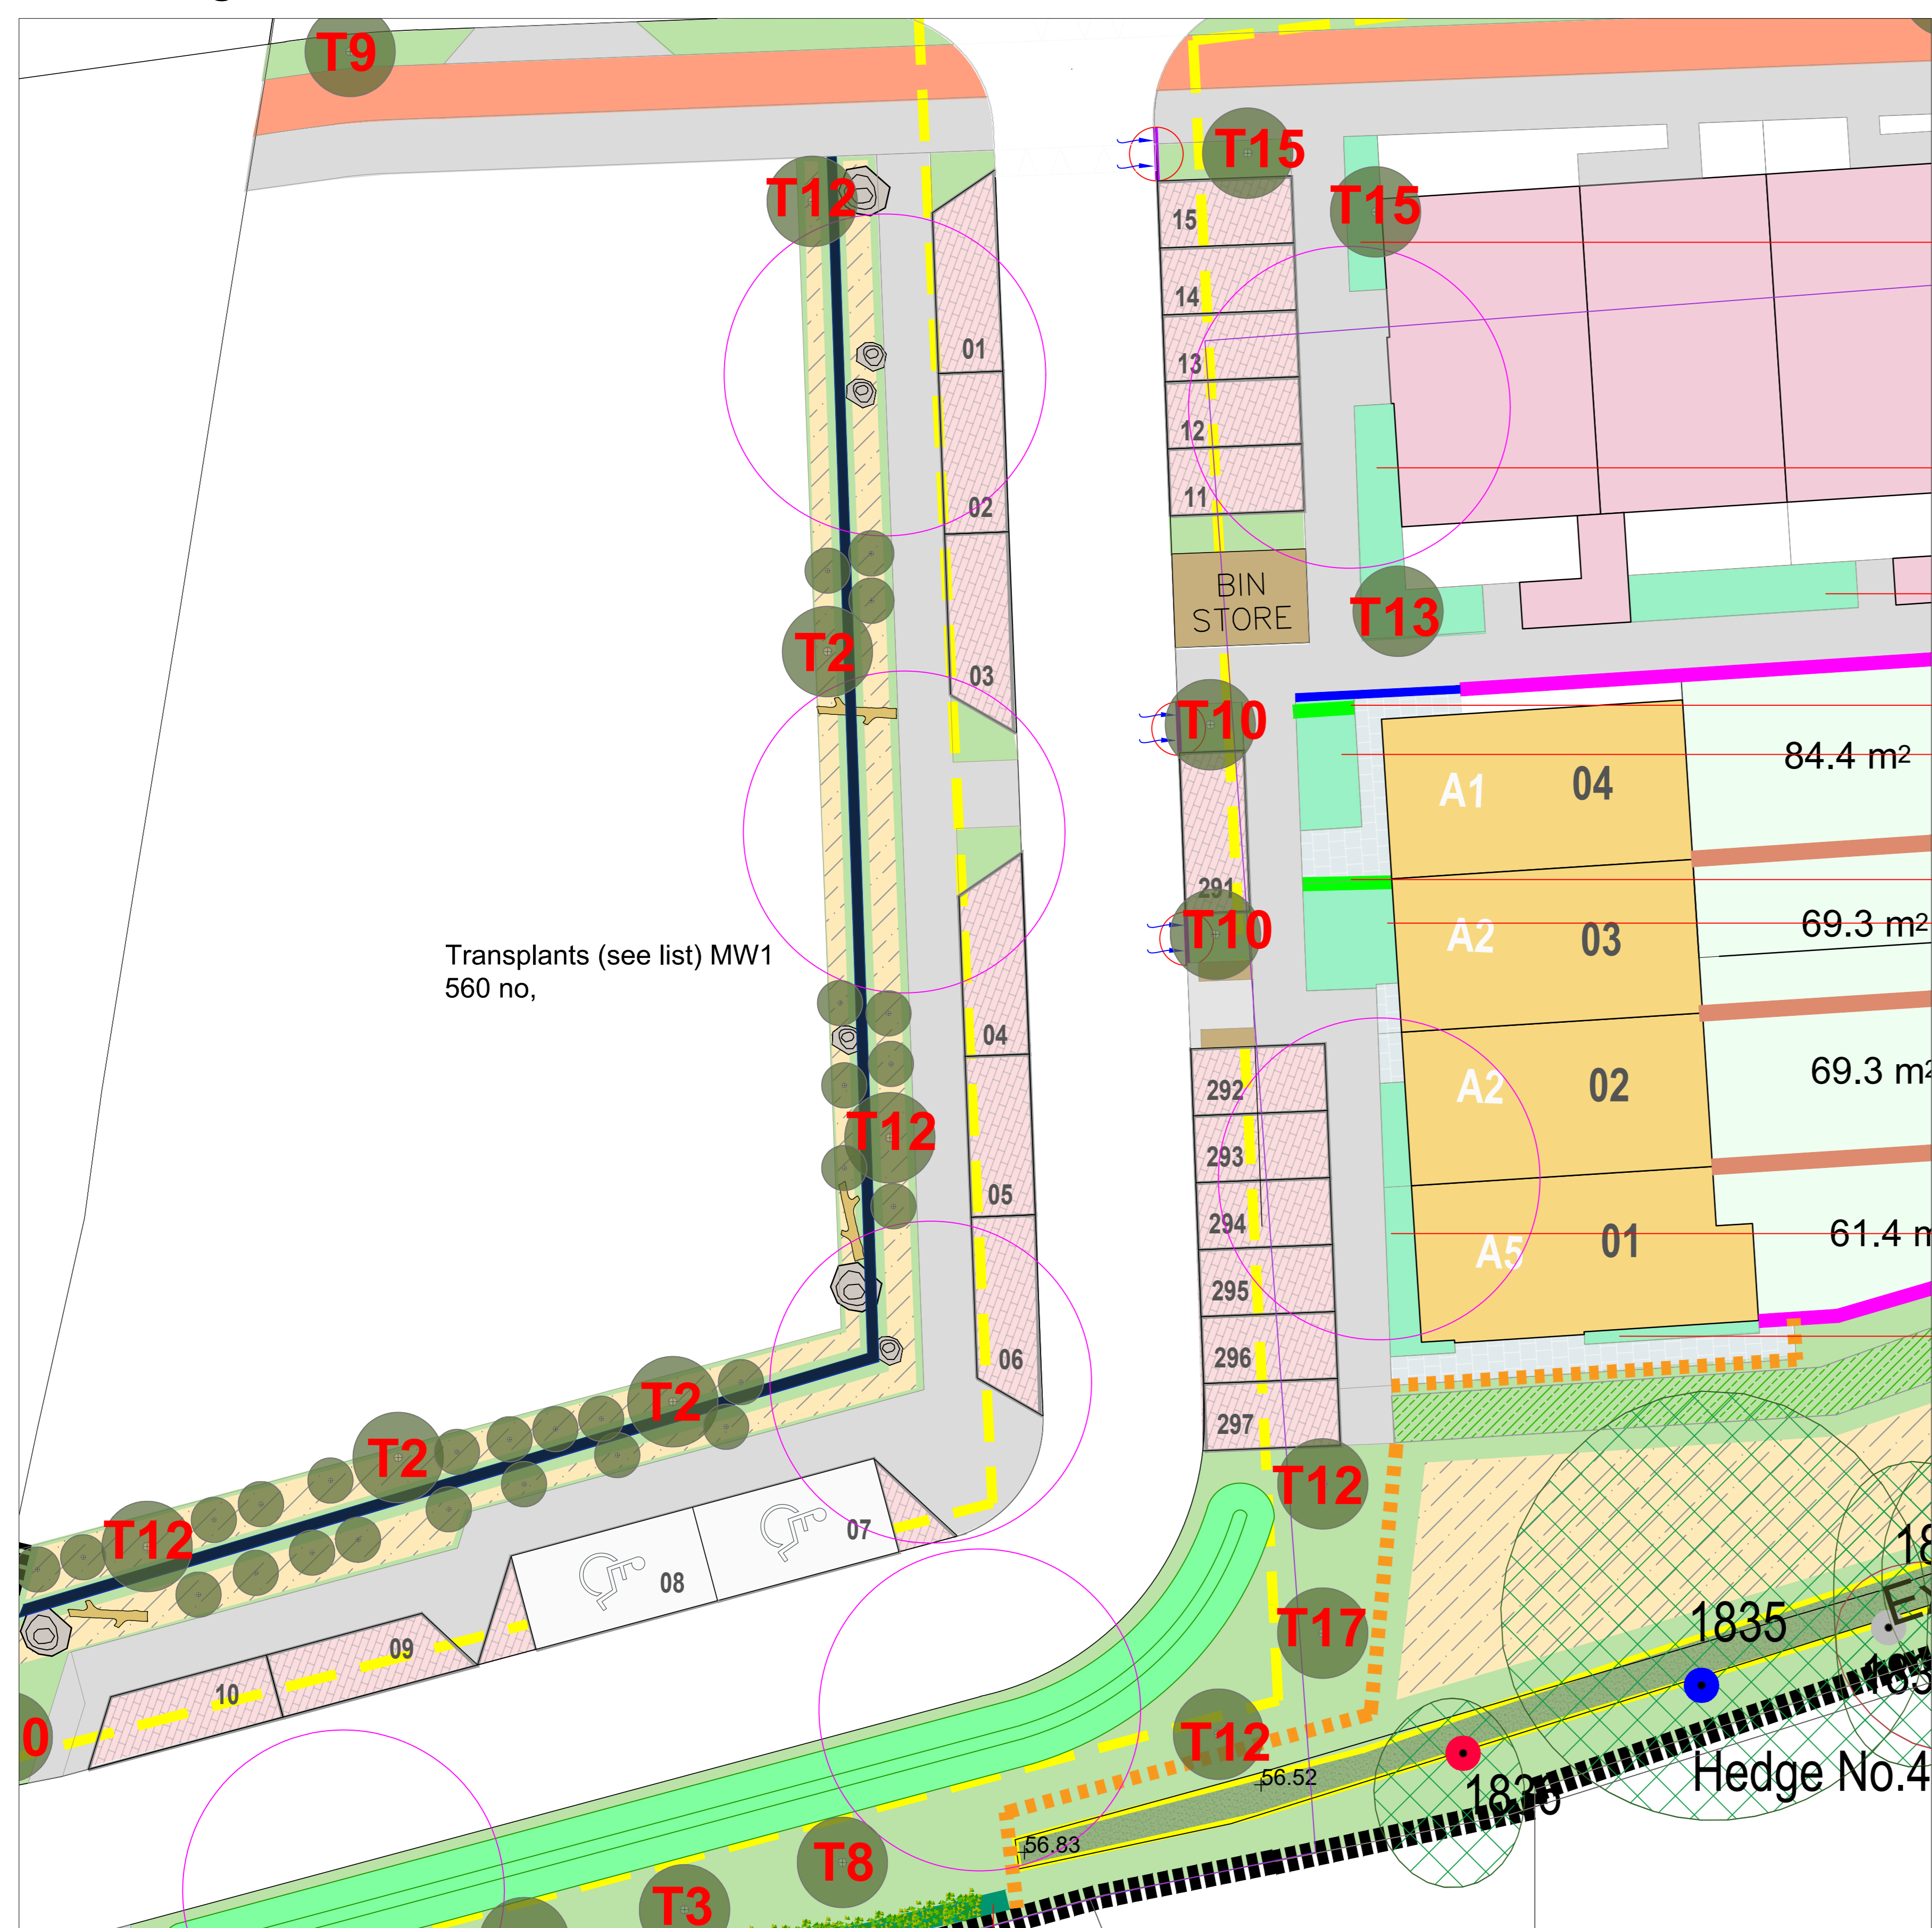 T9
T12
T15
T15
15
14
13
12
11
01
02
03
BIN
STORE
T13
T2
T10
291
T10
A1 04
84.4 m²
A2 03
69.3 m²
A2 02
69.3 m²
A5 01
61.4 m
Transplants (see list) MW1
560 no,
04
05
06
T12
292
293
294
295
296
297
T2
T2
T12
07
08
09
10
0
T12
T17
T12
1835
1836
Hedge No.4
56.52
56.83
T8
T3